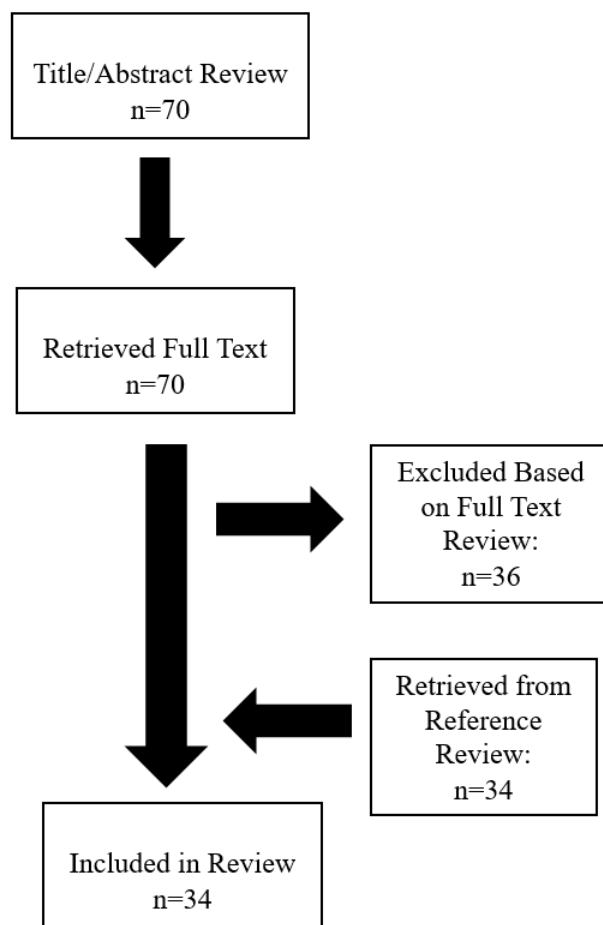 Title/Abstract Review
n=70
Retrieved Full Text
n=70
Excluded Based
on Full Text
Review:
n=36
Retrieved from
Reference
Review:
n=34
Included in Review
n=34